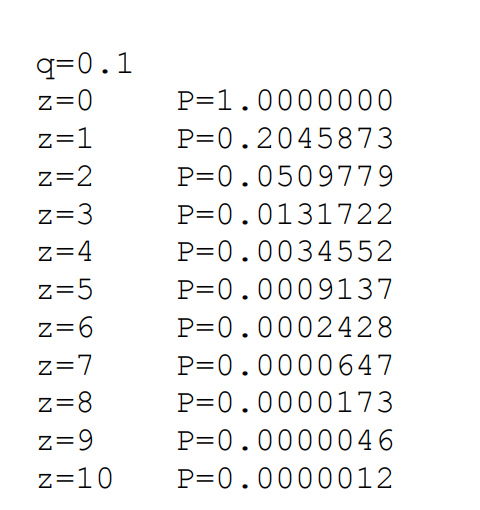 q=0.1
z=0    P=1.0000000
z=1    P=0.2045873
z=2    P=0.0509779
z=3    P=0.0131722
z=4    P=0.0034552
z=5    P=0.0009137
z=6    P=0.0002428
z=7    P=0.0000647
z=8    P=0.0000173
z=9    P=0.0000046
z=10   P=0.0000012